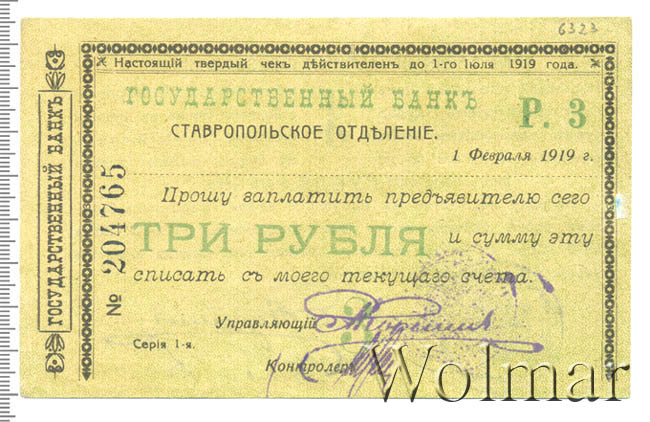 6323
Настоящій твердый чекъ дѣйствителенъ до 1-го Іюля 1919 года.
ГОСУДАРСТВЕННЫЙ БАНКЪ
Р. 3
СТАВРОПОЛЬСКОЕ ОТДѢЛЕНІЕ.
1 Февраля 1919 г.
ГОСУДАРСТВЕННЫЙ БАНКЪ
№ 204765
Прошу заплатить предъявителю сего
ТРИ РУБЛЯ и сумму эту
списать съ моего текущаго счета.
Управляющій
Серія 1-я.
Контролеръ
Wolmar